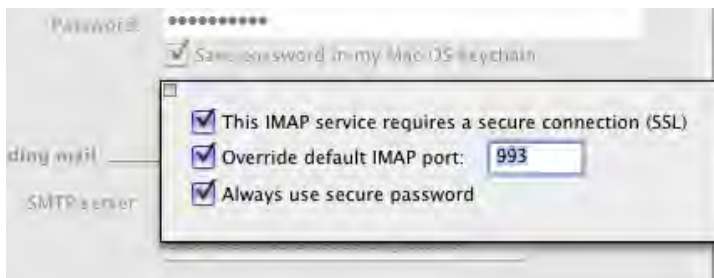 Password:
••••••••••
Save password in my Mac OS keychain
This IMAP service requires a secure connection (SSL)
Override default IMAP port: 993
ding mail
Always use secure password
SMTP server